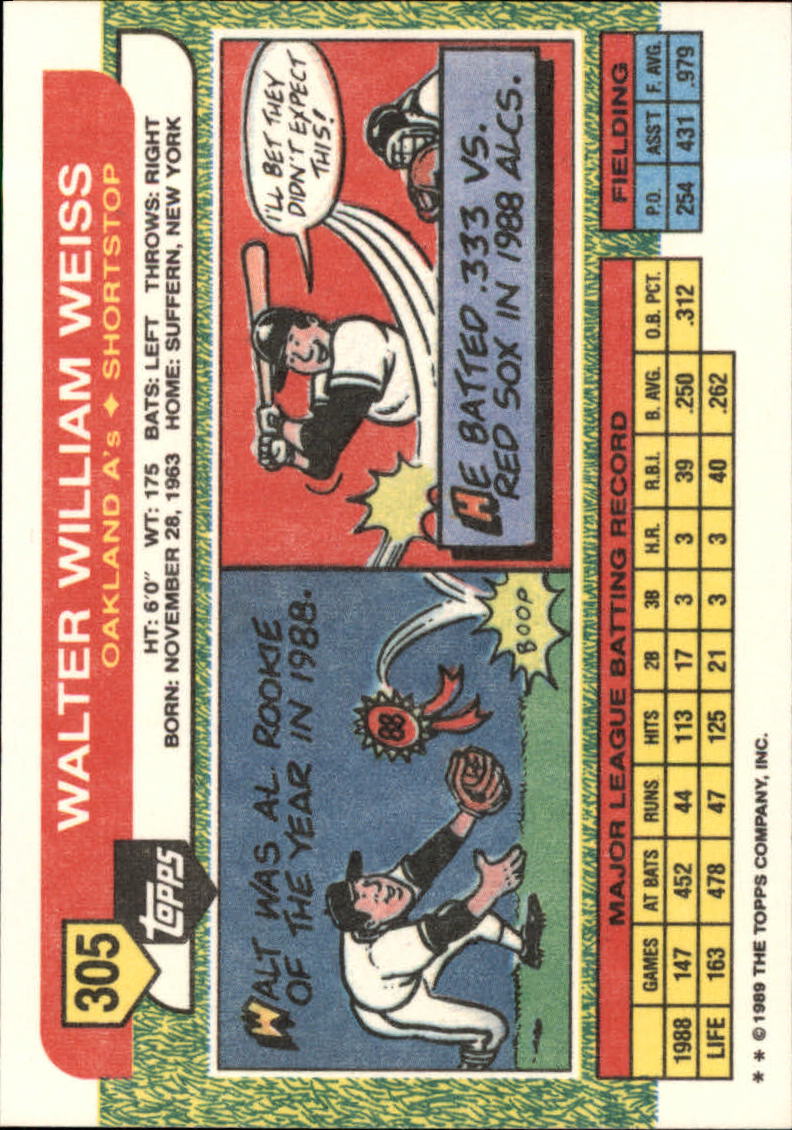 305
topps
WALTER WILLIAM WEISS
OAKLAND A's ♦ SHORTSTOP
HT: 6'0" WT: 175 BATS: LEFT THROWS: RIGHT
BORN: NOVEMBER 28, 1963 HOME: SUFFERN, NEW YORK
WALT WAS A.L. ROOKIE
OF THE YEAR IN 1988.
88
BOOP
I'LL BET THEY
DIDN'T EXPECT
THIS!
HE BATTED .333 VS.
RED SOX IN 1988 ALCS.
MAJOR LEAGUE BATTING RECORD
GAMES AT BATS RUNS HITS 2B 3B H.R. R.B.I. B. AVG. O.B. PCT.
1988 147 452 44 113 17 3 3 39 .250 .312
LIFE 163 478 47 125 21 3 3 40 .262
FIELDING
P.O. ASS'T F. AVG.
254 431 .979
* * © 1989 THE TOPPS COMPANY, INC.